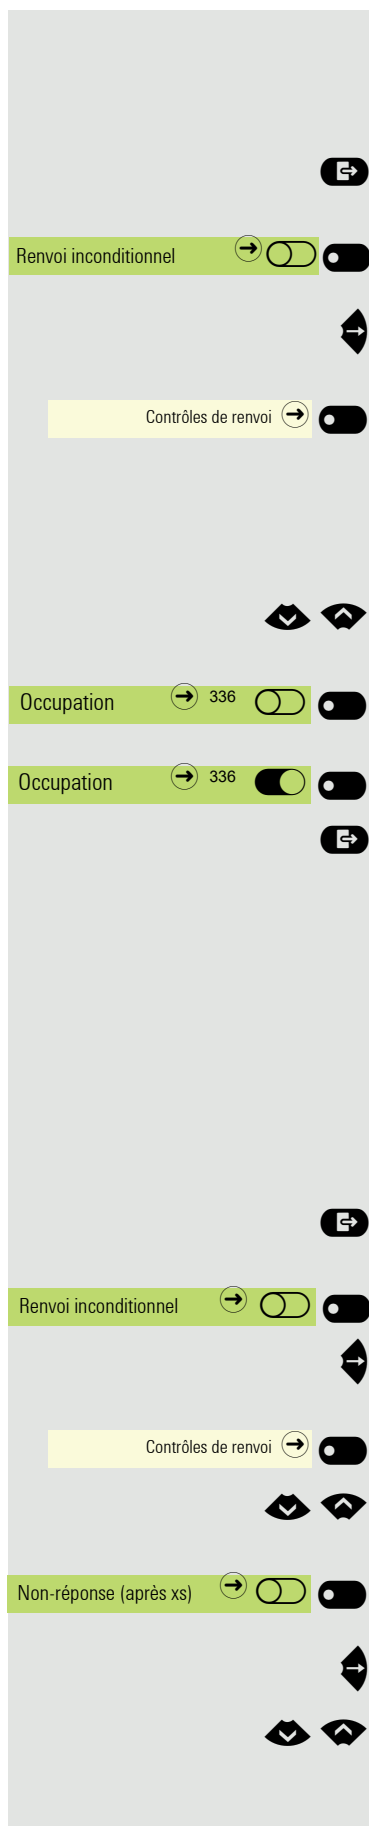 Renvoi inconditionnel
Contrôles de renvoi
Occupation 336
Occupation 336
Renvoi inconditionnel
Contrôles de renvoi
Non-réponse (après xs)